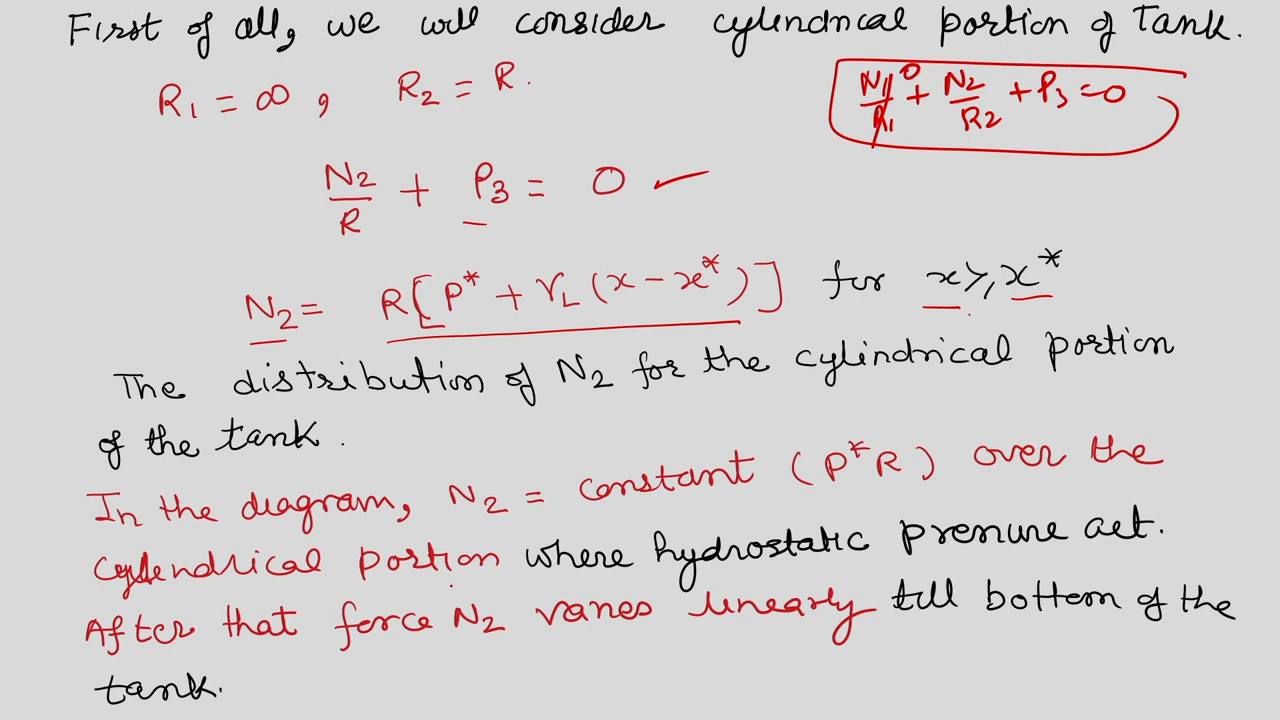 First of all, we will consider cylindrical portion of Tank.
R₁ = ∞ , R₂ = R.
N₁/R₁ 0 + N₂/R₂ + P₃ = 0
N₂/R + P₃ = 0 ✓
N₂ = R[P* + γ_L (x - x*)] for x ≥, x*
The distribution of N₂ for the cylindrical portion
of the tank.
In the diagram, N₂ = constant (P*R) over the
cylendrical portion where hydrostatic pressure act.
After that force N₂ varies linearly till bottom of the
tank.